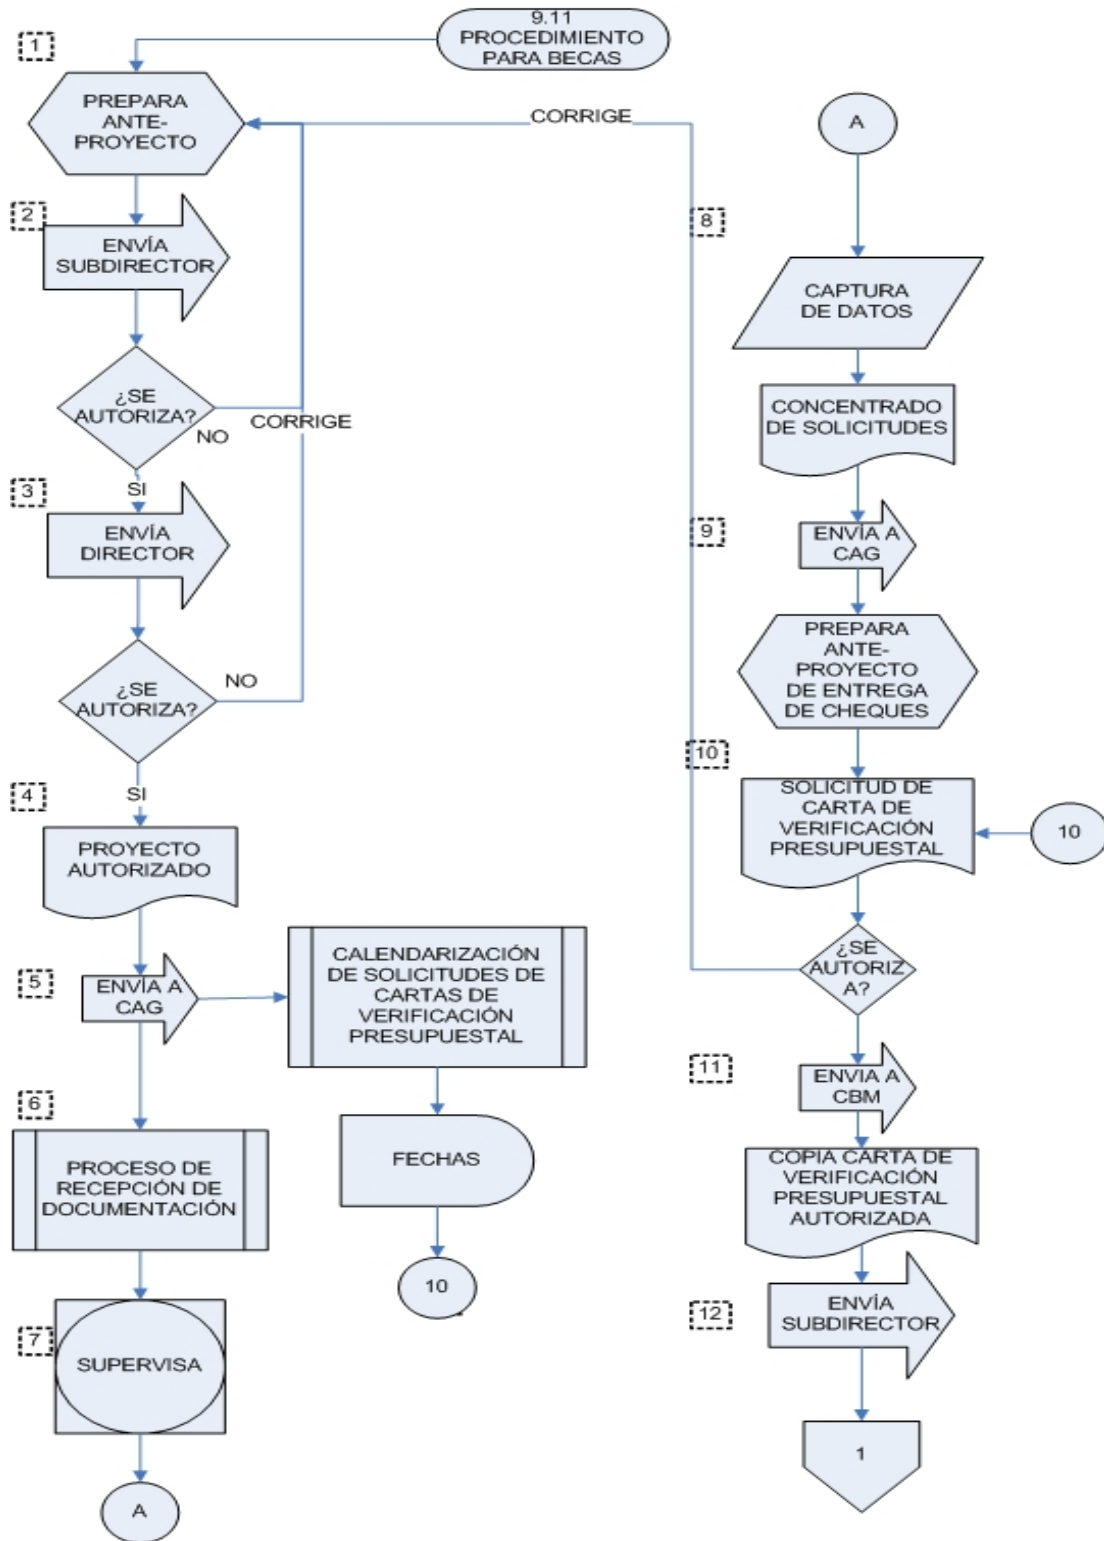 9.11
PROCEDIMIENTO
PARA BECAS
1
PREPARA
ANTE-
PROYECTO
CORRIGE
2
ENVÍA
SUBDIRECTOR
¿SE
AUTORIZA?
NO
CORRIGE
SI
3
ENVÍA
DIRECTOR
¿SE
AUTORIZA?
NO
SI
4
PROYECTO
AUTORIZADO
5
ENVÍA A
CAG
CALENDARIZACIÓN
DE SOLICITUDES DE
CARTAS DE
VERIFICACIÓN
PRESUPUESTAL
FECHAS
10
6
PROCESO DE
RECEPCIÓN DE
DOCUMENTACIÓN
7
SUPERVISA
A
A
8
CAPTURA
DE DATOS
CONCENTRADO
DE SOLICITUDES
9
ENVÍA A
CAG
PREPARA
ANTE-
PROYECTO
DE ENTREGA
DE CHEQUES
10
SOLICITUD DE
CARTA DE
VERIFICACIÓN
PRESUPUESTAL
10
¿SE
AUTORIZ
A?
11
ENVIA A
CBM
COPIA CARTA DE
VERIFICACIÓN
PRESUPUESTAL
AUTORIZADA
12
ENVÍA
SUBDIRECTOR
1